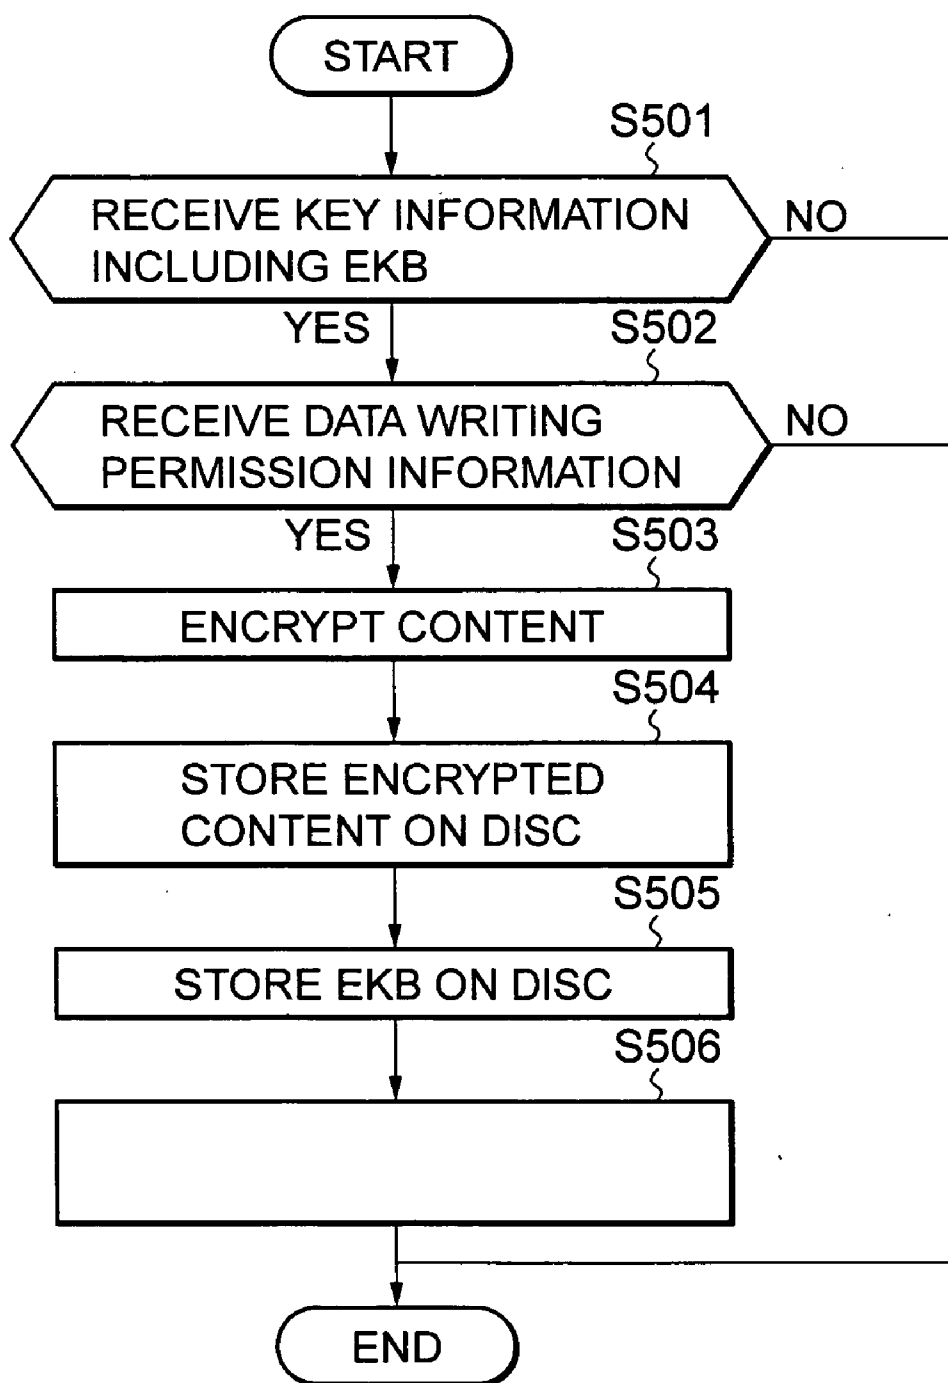 START
S501
RECEIVE KEY INFORMATION
INCLUDING EKB
NO
YES
S502
RECEIVE DATA WRITING
PERMISSION INFORMATION
NO
YES
S503
ENCRYPT CONTENT
S504
STORE ENCRYPTED
CONTENT ON DISC
S505
STORE EKB ON DISC
S506
END